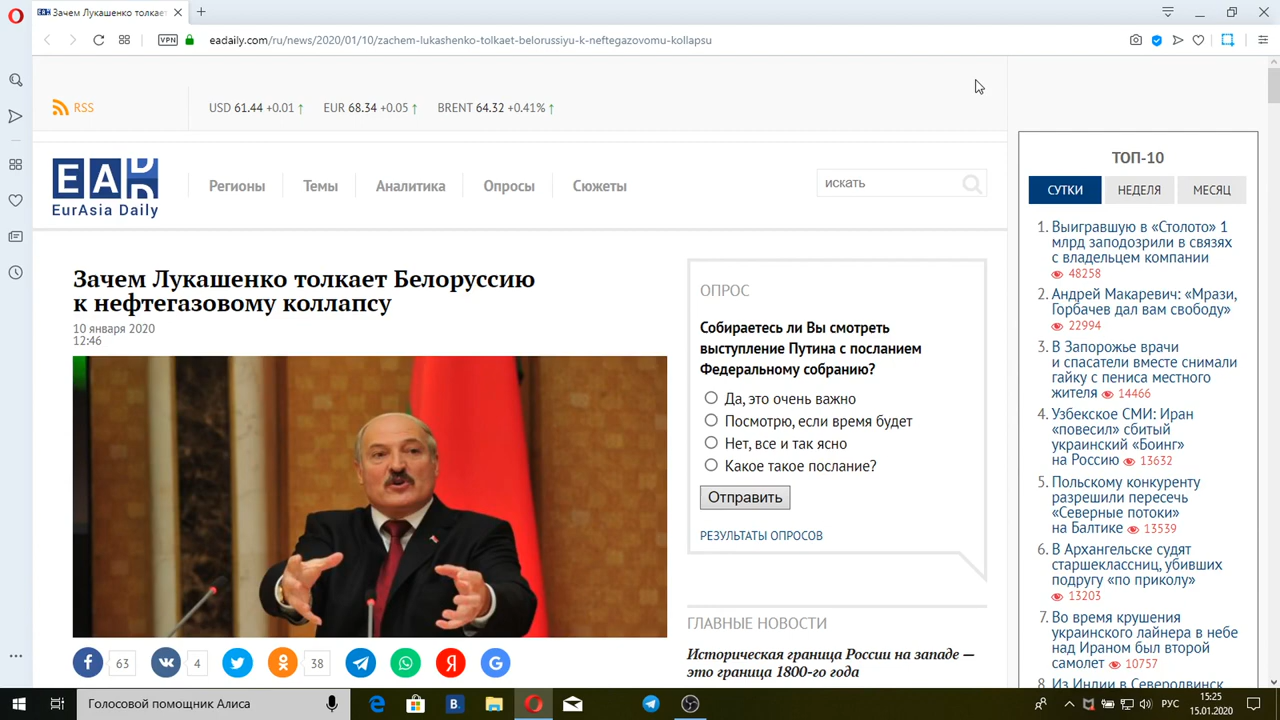 Зачем Лукашенко толкает
VPN
eadaily.com/ru/news/2020/01/10/zachem-lukashenko-tolkaet-belorussiyu-k-neftegazovomu-kollapsu
RSS
USD 61.44 +0.01 ↑ EUR 68.34 +0.05 ↑ BRENT 64.32 +0.41% ↑
EAD
EurAsia Daily
Регионы Темы Аналитика Опросы Сюжеты
искать
Зачем Лукашенко толкает Белоруссию
к нефтегазовому коллапсу
10 января 2020
12:46
63
4
38
ОПРОС
Собираетесь ли Вы смотреть
выступление Путина с посланием
Федеральному собранию?
Да, это очень важно
Посмотрю, если время будет
Нет, все и так ясно
Какое такое послание?
Отправить
РЕЗУЛЬТАТЫ ОПРОСОВ
ГЛАВНЫЕ НОВОСТИ
Историческая граница России на западе —
это граница 1800-го года
ТОП-10
СУТКИ НЕДЕЛЯ МЕСЯЦ
1. Выигравшую в «Столото» 1
млрд заподозрили в связях
с владельцем компании
48258
2. Андрей Макаревич: «Мрази,
Горбачев дал вам свободу»
22994
3. В Запорожье врачи
и спасатели вместе снимали
гайку с пениса местного
жителя 14466
4. Узбекское СМИ: Иран
«повесил» сбитый
украинский «Боинг»
на Россию 13632
5. Польскому конкуренту
разрешили пересечь
«Северные потоки»
на Балтике 13539
6. В Архангельске судят
старшеклассниц, убивших
подругу «по приколу»
13203
7. Во время крушения
украинского лайнера в небе
над Ираном был второй
самолет 10757
8. Из Индии в Северодвинск
Голосовой помощник Алиса
РУС
15:25
15.01.2020